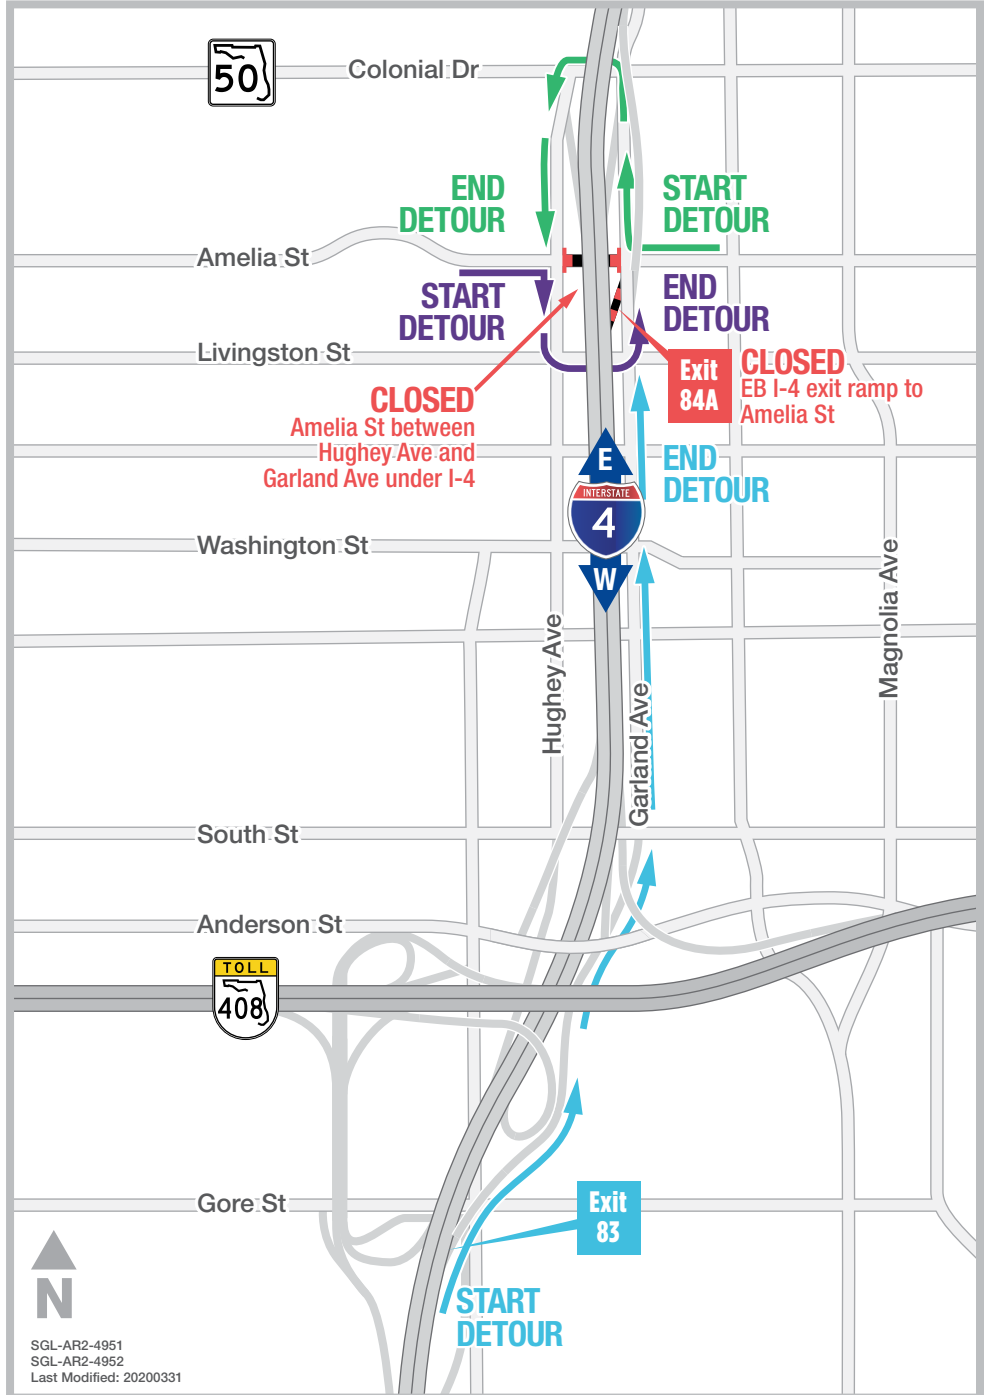 50
Colonial Dr
END
DETOUR
START
DETOUR
Amelia St
START
DETOUR
END
DETOUR
Livingston St
Exit
84A
CLOSED
EB I-4 exit ramp to
Amelia St
CLOSED
Amelia St between
Hughey Ave and
Garland Ave under I-4
E
END
DETOUR
INTERSTATE
4
Washington St
W
Hughey Ave
Garland Ave
Magnolia Ave
South St
Anderson St
TOLL
408
Gore St
Exit
83
START
DETOUR
N
SGL-AR2-4951
SGL-AR2-4952
Last Modified: 20200331